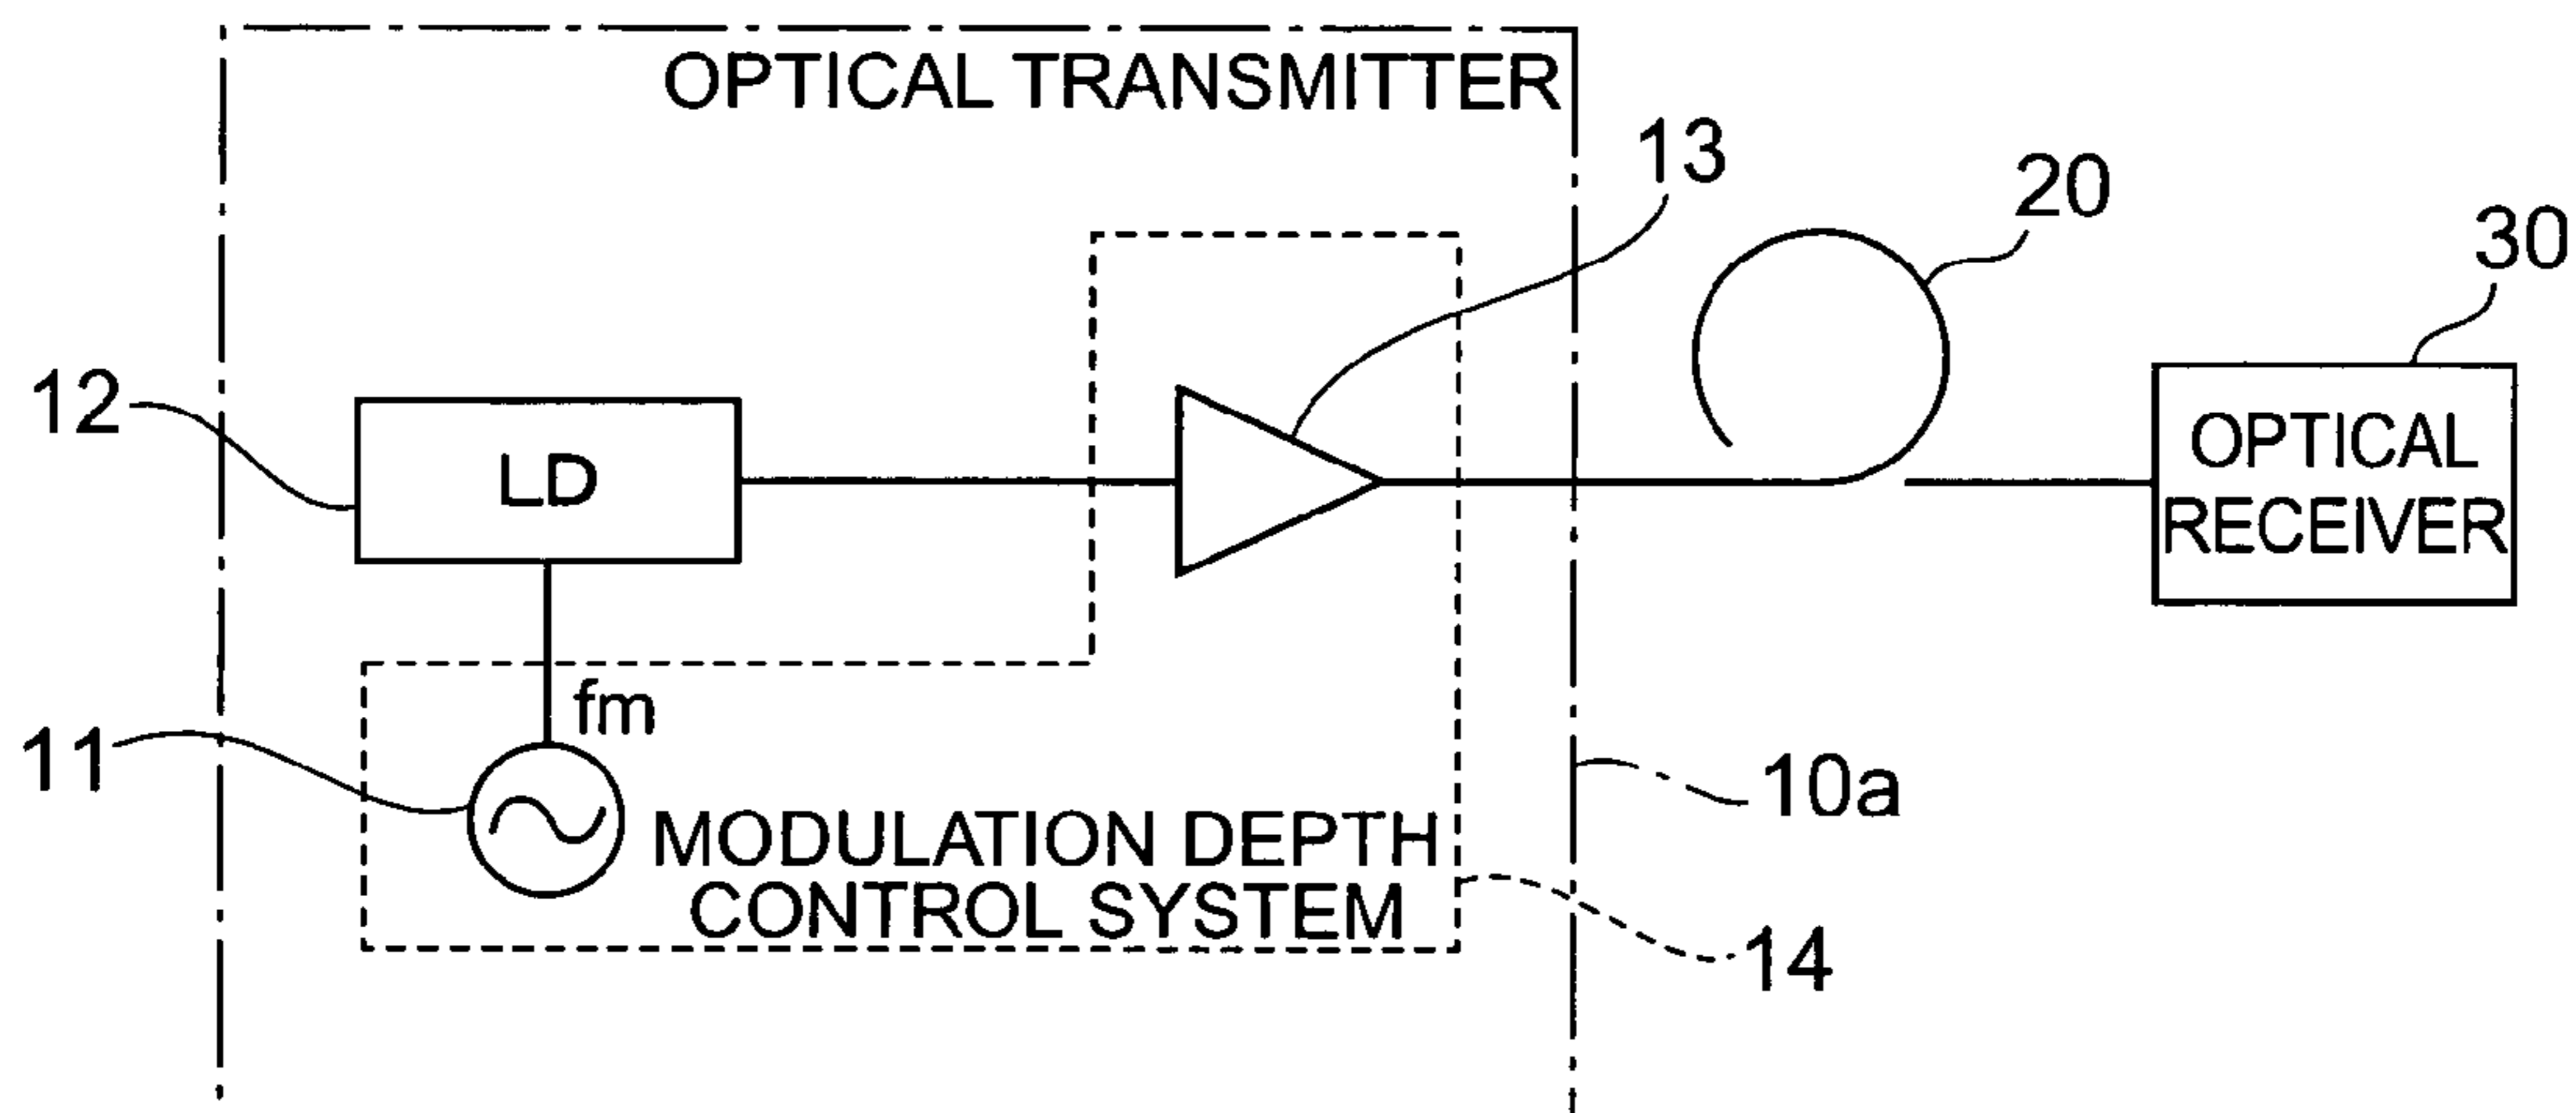 OPTICAL TRANSMITTER
13
20
30
12
LD
OPTICAL
RECEIVER
fm
11
10a
MODULATION DEPTH
CONTROL SYSTEM
14